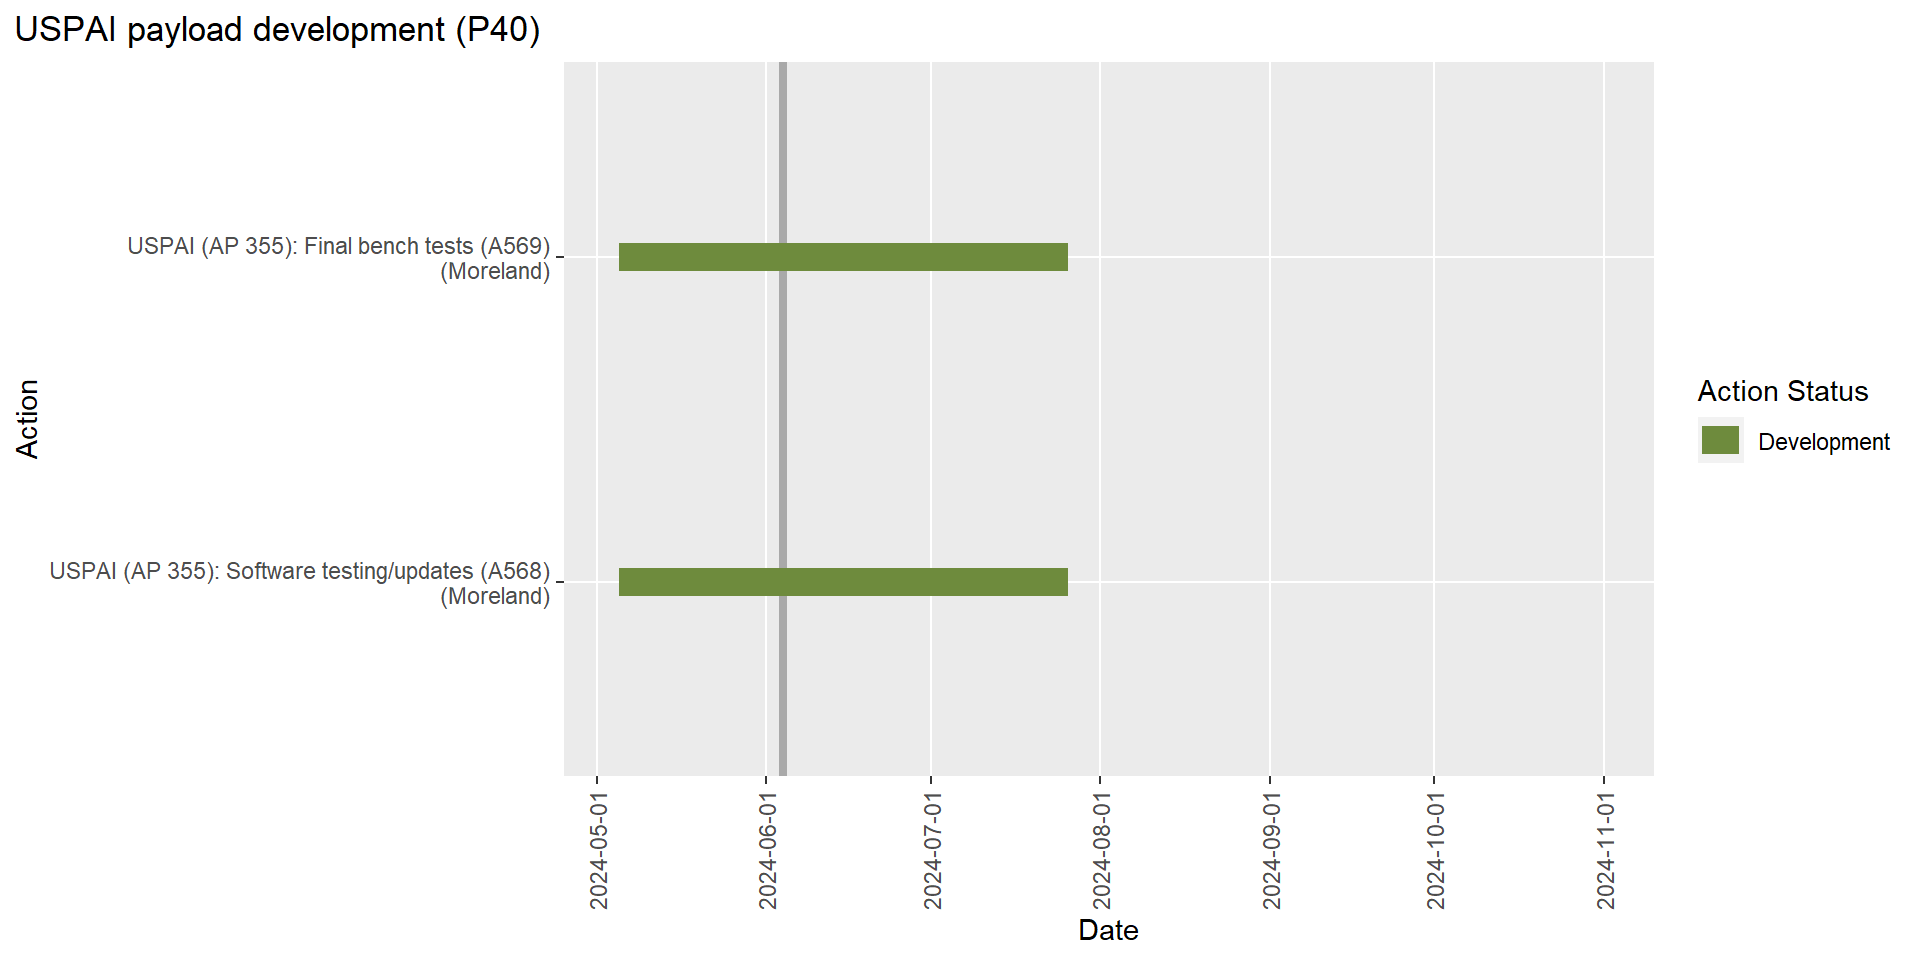 USPAI payload development (P40)
USPAI (AP 355): Final bench tests (A569)
(Moreland)
USPAI (AP 355): Software testing/updates (A568)
(Moreland)
Action
2024-05-01
2024-06-01
2024-07-01
2024-08-01
2024-09-01
2024-10-01
2024-11-01
Date
Action Status
Development